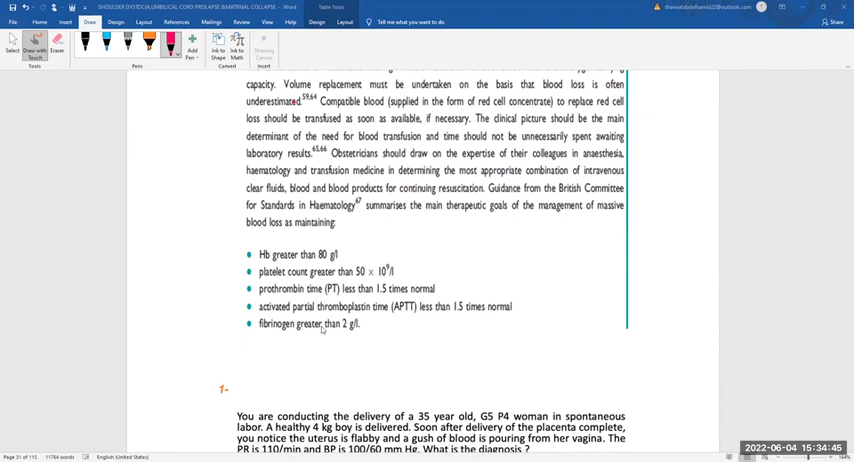 SHOULDER DYSTOCIA,UMBILICAL CORD PROLAPSE.BIMATRENAL COLLAPSE - Word
Table Tools
tharwatabdelhamid22@outlook.com
File Home Insert Draw Design Layout References Mailings Review View Help Design Layout Tell me what you want to do Share
Select
Draw with Touch
Eraser
Add Pen
Ink to Shape
Ink to Math
Drawing Canvas
Tools
Pens
Convert
Insert
capacity. Volume replacement must be undertaken on the basis that blood loss is often
underestimated.59,64 Compatible blood (supplied in the form of red cell concentrate) to replace red cell
loss should be transfused as soon as available, if necessary. The clinical picture should be the main
determinant of the need for blood transfusion and time should not be unnecessarily spent awaiting
laboratory results.65,66 Obstetricians should draw on the expertise of their colleagues in anaesthesia,
haematology and transfusion medicine in determining the most appropriate combination of intravenous
clear fluids, blood and blood products for continuing resuscitation. Guidance from the British Committee
for Standards in Haematology67 summarises the main therapeutic goals of the management of massive
blood loss as maintaining:
• Hb greater than 80 g/l
• platelet count greater than 50 × 10⁹/l
• prothrombin time (PT) less than 1.5 times normal
• activated partial thromboplastin time (APTT) less than 1.5 times normal
• fibrinogen greater than 2 g/l.
1-
You are conducting the delivery of a 35 year old, G5 P4 woman in spontaneous
labor. A healthy 4 kg boy is delivered. Soon after delivery of the placenta complete,
you notice the uterus is flabby and a gush of blood is pouring from her vagina. The
PR is 110/min and BP is 100/60 mm Hg. What is the diagnosis ?
2022-06-04 15:34:45
Page 31 of 115 11764 words English (United States)
164%